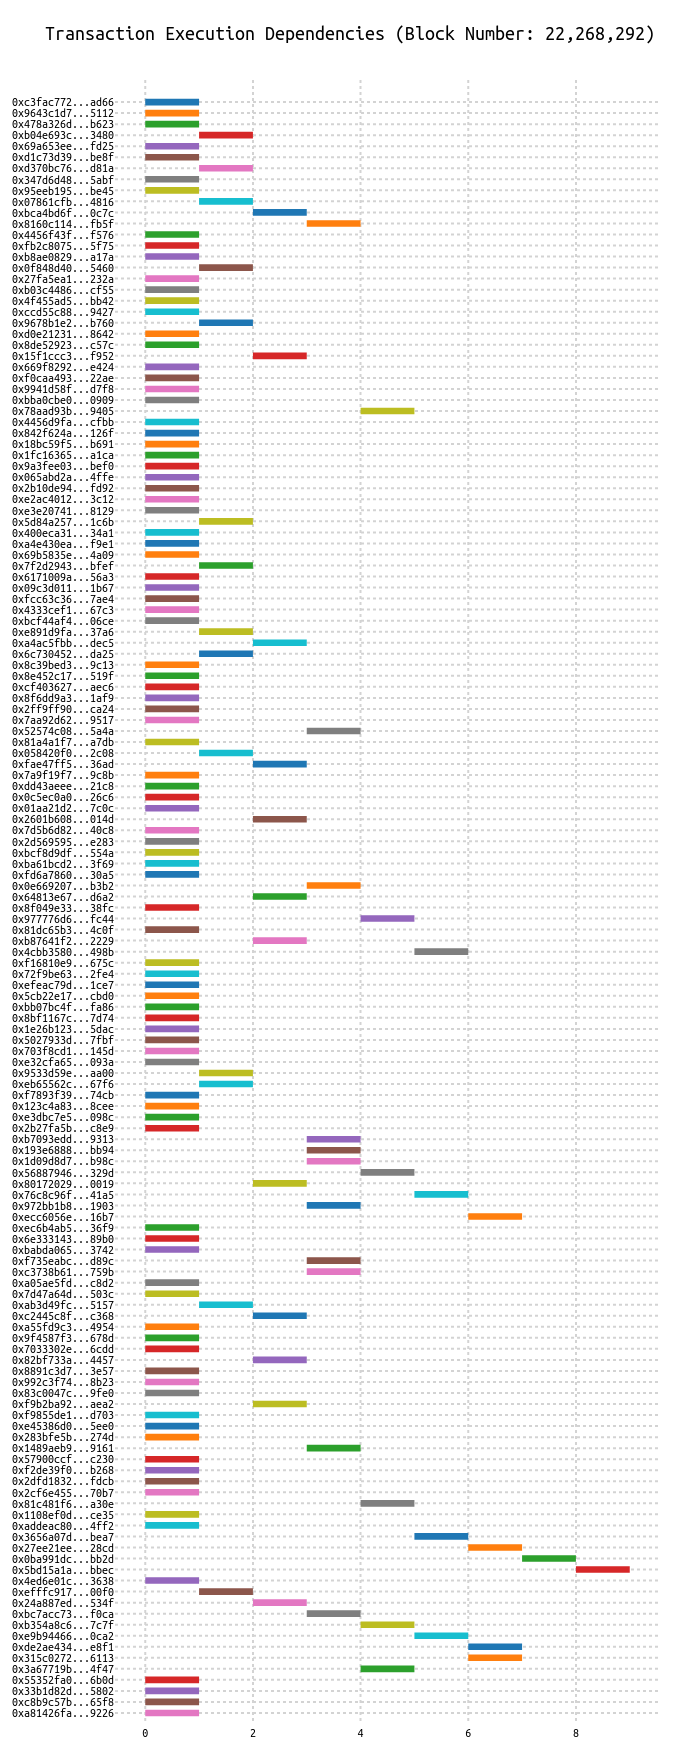 Transaction Execution Dependencies (Block Number: 22,268,292)
0xc3fac772...ad66
0x9643c1d7...5112
0x478a326d...b623
0xb04e693c...3480
0x69a653ee...fd25
0xd1c73d39...be8f
0xd370bc76...d81a
0x347d6d48...5abf
0x95eeb195...be45
0x07861cfb...4816
0xbca4bd6f...0c7c
0x8160c114...fb5f
0x4456f43f...f576
0xfb2c8075...5f75
0xb8ae0829...a17a
0x0f848d40...5460
0x27fa5ea1...232a
0xb03c4486...cf55
0x4f455ad5...bb42
0xccd55c88...9427
0x9678b1e2...b760
0xd0e21231...8642
0x8de52923...c57c
0x15f1ccc3...f952
0x669f8292...e424
0xf0caa493...22ae
0x9941d58f...d7f8
0xbba0cbe0...0909
0x78aad93b...9405
0x4456d9fa...cfbb
0x842f624a...126f
0x18bc59f5...b691
0x1fc16365...a1ca
0x9a3fee03...bef0
0x065abd2a...4ffe
0x2b10de94...fd92
0xe2ac4012...3c12
0xe3e20741...8129
0x5d84a257...1c6b
0x400eca31...34a1
0xa4e430ea...f9e1
0x69b5835e...4a09
0x7f2d2943...bfef
0x6171009a...56a3
0x09c3d011...1b67
0xfcc63c36...7ae4
0x4333cef1...67c3
0xbcf44af4...06ce
0xe891d9fa...37a6
0xa4ac5fbb...dec5
0x6c730452...da25
0x8c39bed3...9c13
0x8e452c17...519f
0xcf403627...aec6
0x8f6dd9a3...1af9
0x2ff9ff90...ca24
0x7aa92d62...9517
0x52574c08...5a4a
0x81a4a1f7...a7db
0x058420f0...2c08
0xfae47ff5...36ad
0x7a9f19f7...9c8b
0xdd43aeee...21c8
0x0c5ec0a0...26c6
0x01aa21d2...7c0c
0x2601b608...014d
0x7d5b6d82...40c8
0x2d569595...e283
0xbcf8d9df...554a
0xba61bcd2...3f69
0xfd6a7860...30a5
0x0e669207...b3b2
0x64813e67...d6a2
0x8f049e33...38fc
0x977776d6...fc44
0x81dc65b3...4c0f
0xb87641f2...2229
0x4cbb3580...498b
0xf16810e9...675c
0x72f9be63...2fe4
0xefeac79d...1ce7
0x5cb22e17...cbd0
0xbb07bc4f...fa86
0x8bf1167c...7d74
0x1e26b123...5dac
0x5027933d...7fbf
0x703f8cd1...145d
0xe32cfa65...093a
0x9533d59e...aa00
0xeb65562c...67f6
0xf7893f39...74cb
0x123c4a83...8cee
0xe3dbc7e5...098c
0x2b27fa5b...c8e9
0xb7093edd...9313
0x193e6888...bb94
0x1d09d8d7...b98c
0x56887946...329d
0x80172029...0019
0x76c8c96f...41a5
0x972bb1b8...1903
0xecc6056e...16b7
0xec6b4ab5...36f9
0x6e333143...89b0
0xbabda065...3742
0xf735eabc...d89c
0xc3738b61...759b
0xa05ae5fd...c8d2
0x7d47a64d...503c
0xab3d49fc...5157
0xc2445c8f...c368
0xa55fd9c3...4954
0x9f4587f3...678d
0x7033302e...6cdd
0x82bf733a...4457
0x8891c3d7...3e57
0x992c3f74...8b23
0x83c0047c...9fe0
0xf9b2ba92...aea2
0xf9855de1...d703
0xe45386d0...5ee0
0x283bfe5b...274d
0x1489aeb9...9161
0x57900ccf...c230
0xf2de39f0...b268
0x2dfd1832...fdcb
0x2cf6e455...70b7
0x81c481f6...a30e
0x1108ef0d...ce35
0xaddeac80...4ff2
0x3656a07d...bea7
0x27ee21ee...28cd
0x0ba991dc...bb2d
0x5bd15a1a...bbec
0x4ed6e01c...3638
0xefffc917...00f0
0x24a887ed...534f
0xbc7acc73...f0ca
0xb354a8c6...7c7f
0xe9b94466...0ca2
0xde2ae434...e8f1
0x315c0272...6113
0x3a67719b...4f47
0x55352fa0...6b0d
0x33b1d82d...5802
0xc8b9c57b...65f8
0xa81426fa...9226
0 2 4 6 8